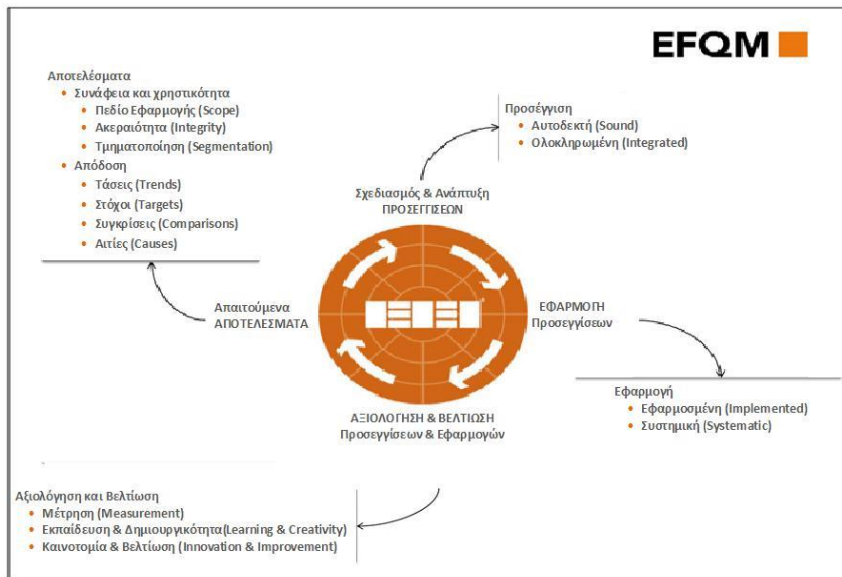 EFQM
Αποτελέσματα
Συνάφεια και χρηστικότητα
Πεδίο Εφαρμογής (Scope)
Ακεραιότητα (Integrity)
Τμηματοποίηση (Segmentation)
Απόδοση
Τάσεις (Trends)
Στόχοι (Targets)
Συγκρίσεις (Comparisons)
Αιτίες (Causes)
Προσέγγιση
Αυτοδεκτή (Sound)
Ολοκληρωμένη (Integrated)
Σχεδιασμός & Ανάπτυξη
ΠΡΟΣΕΓΓΙΣΕΩΝ
Απαιτούμενα
ΑΠΟΤΕΛΕΣΜΑΤΑ
ΕΦΑΡΜΟΓΗ
Προσεγγίσεων
Εφαρμογή
Εφαρμοσμένη (Implemented)
Συστημική (Systematic)
ΑΞΙΟΛΟΓΗΣΗ & ΒΕΛΤΙΩΣΗ
Προσεγγίσεων & Εφαρμογών
Αξιολόγηση και Βελτίωση
Μέτρηση (Measurement)
Εκπαίδευση & Δημιουργικότητα(Learning & Creativity)
Καινοτομία & Βελτίωση (Innovation & Improvement)